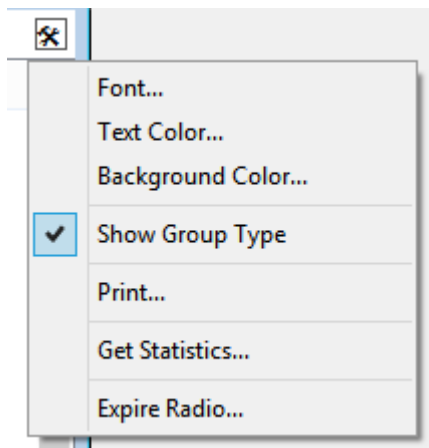 Font...
Text Color...
Background Color...
Show Group Type
Print...
Get Statistics...
Expire Radio...